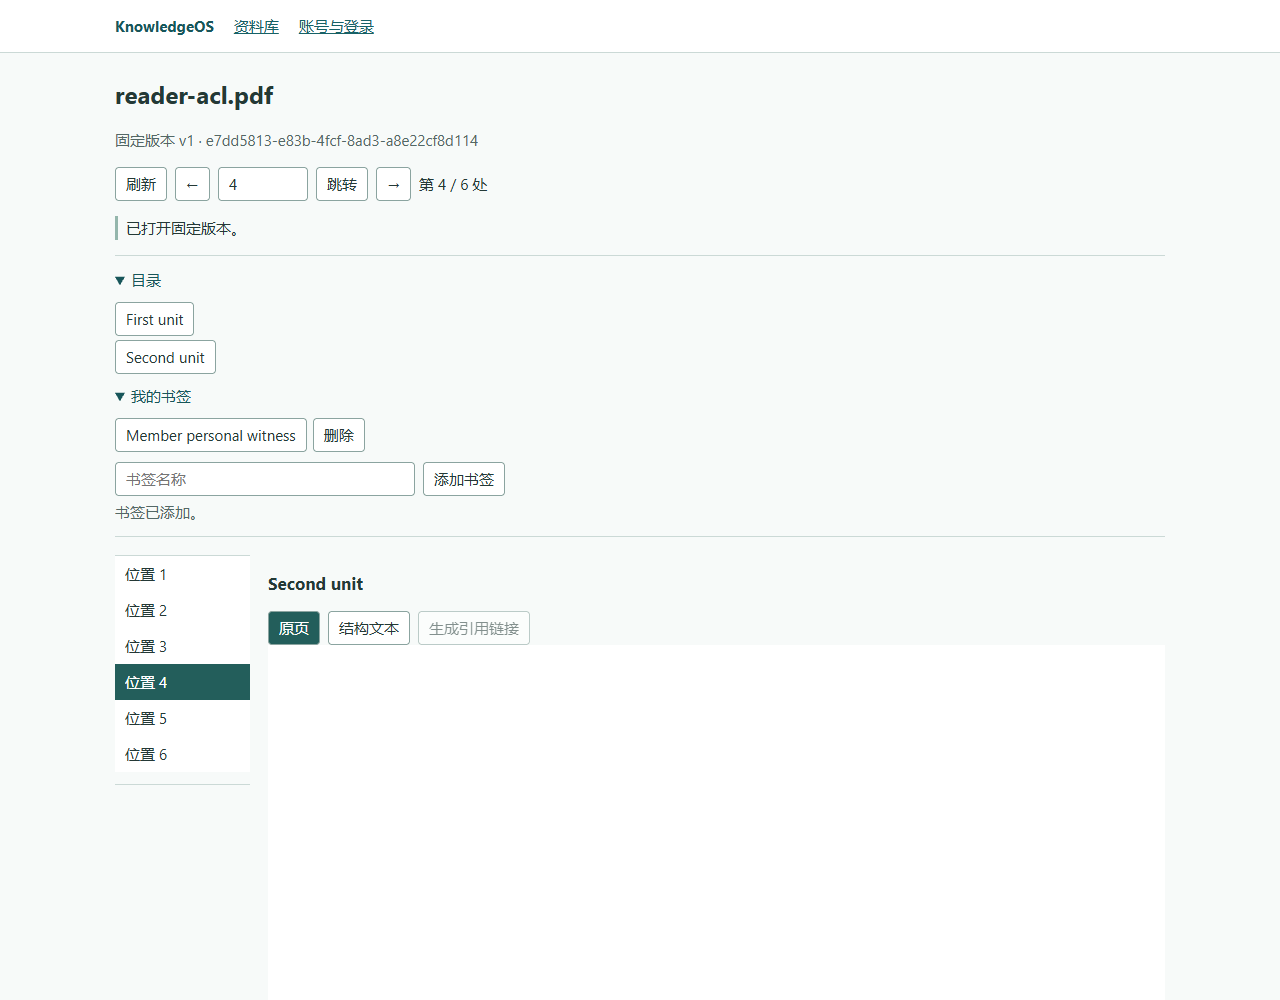 KnowledgeOS 资料库 账号与登录
reader-acl.pdf
固定版本 v1 · e7dd5813-e83b-4fcf-8ad3-a8e22cf8d114
刷新 ← 4 跳转 → 第 4 / 6 处
已打开固定版本。
▼ 目录
First unit
Second unit
▼ 我的书签
Member personal witness 删除
书签名称 添加书签
书签已添加。
位置 1
位置 2
位置 3
位置 4
位置 5
位置 6
Second unit
原页 结构文本 生成引用链接